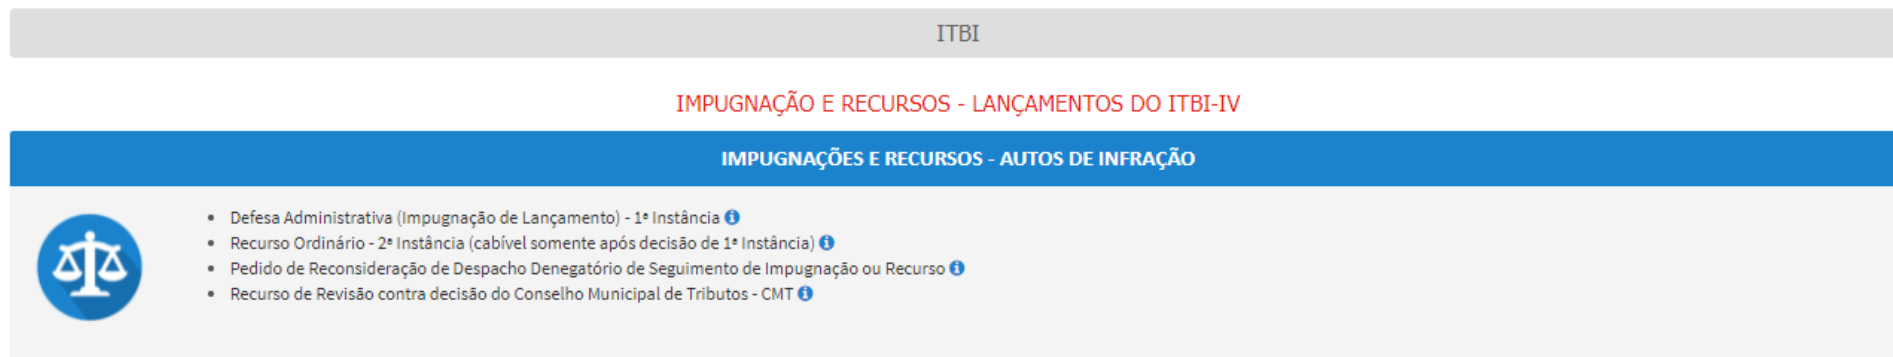 ITBI
IMPUGNAÇÃO E RECURSOS - LANÇAMENTOS DO ITBI-IV
IMPUGNAÇÕES E RECURSOS - AUTOS DE INFRAÇÃO
• Defesa Administrativa (Impugnação de Lançamento) - 1ª Instância
• Recurso Ordinário - 2ª Instância (cabível somente após decisão de 1ª Instância)
• Pedido de Reconsideração de Despacho Denegatório de Seguimento de Impugnação ou Recurso
• Recurso de Revisão contra decisão do Conselho Municipal de Tributos - CMT